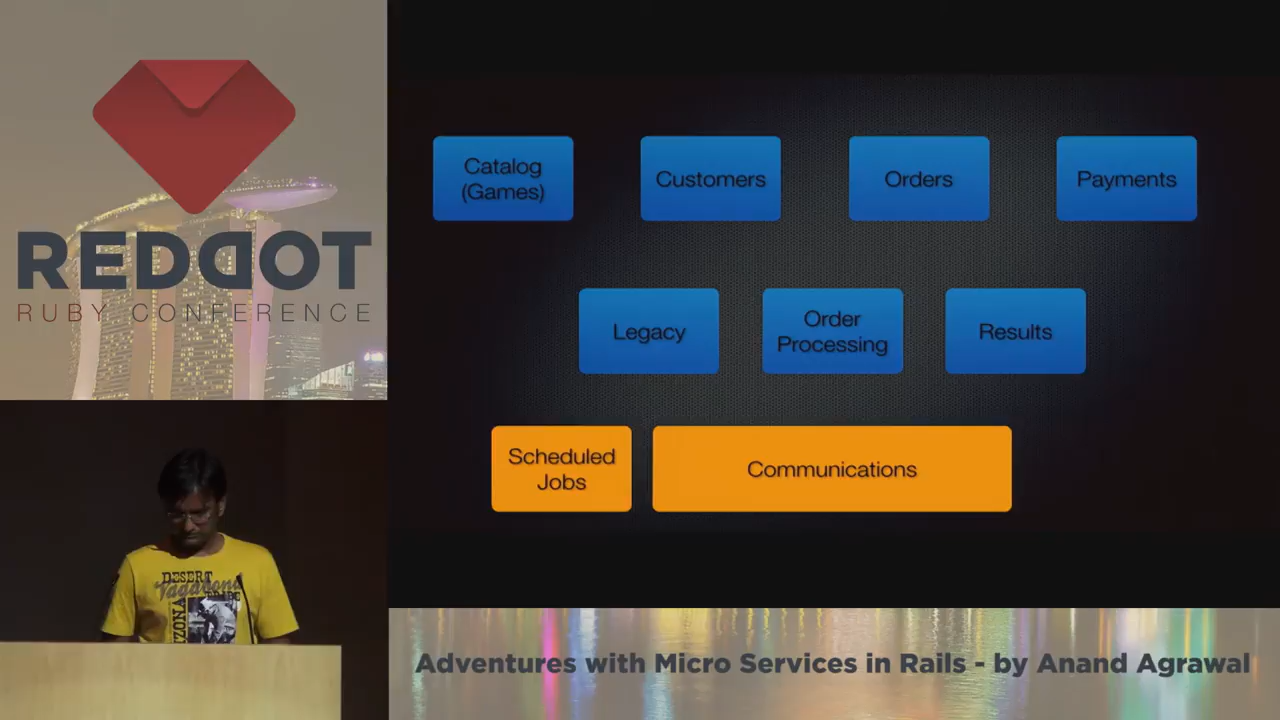 REDDOT
RUBY CONFERENCE
Catalog
(Games)
Customers
Orders
Payments
Legacy
Order
Processing
Results
Scheduled
Jobs
Communications
DESERT
Vagabond
Adventures with Micro Services in Rails - by Anand Agrawal